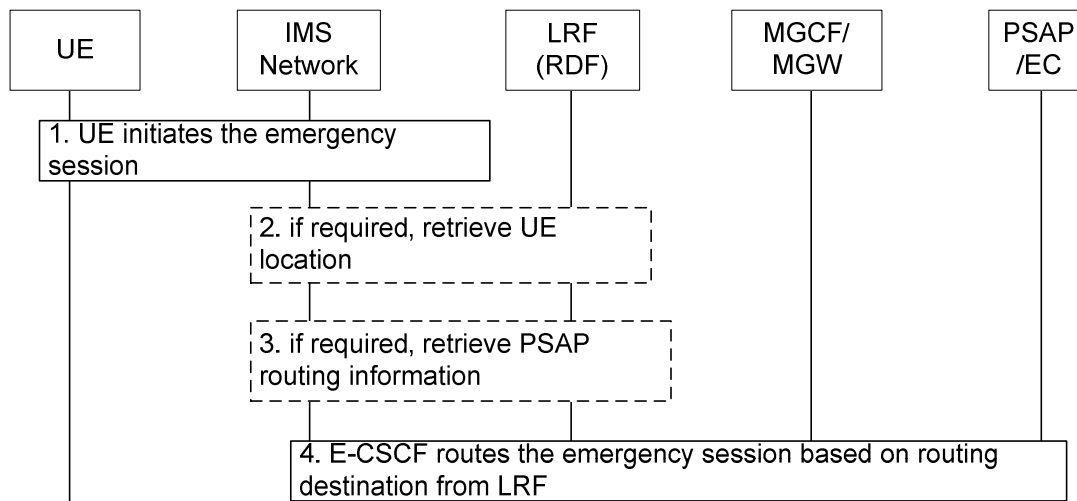 UE
IMS
Network
LRF
(RDF)
MGCF/
MGW
PSAP
/EC
1. UE initiates the emergency
session
2. if required, retrieve UE
location
3. if required, retrieve PSAP
routing information
4. E-CSCF routes the emergency session based on routing
destination from LRF